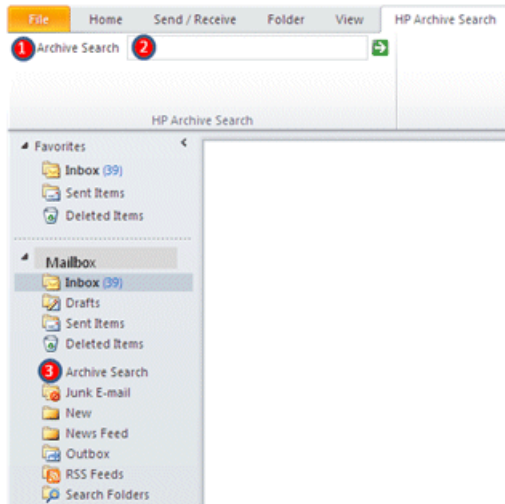 File Home Send / Receive Folder View HP Archive Search
1 Archive Search 2
HP Archive Search
Favorites
Inbox (39)
Sent Items
Deleted Items
Mailbox
Inbox (39)
Drafts
Sent Items
Deleted Items
3 Archive Search
Junk E-mail
New
News Feed
Outbox
RSS Feeds
Search Folders